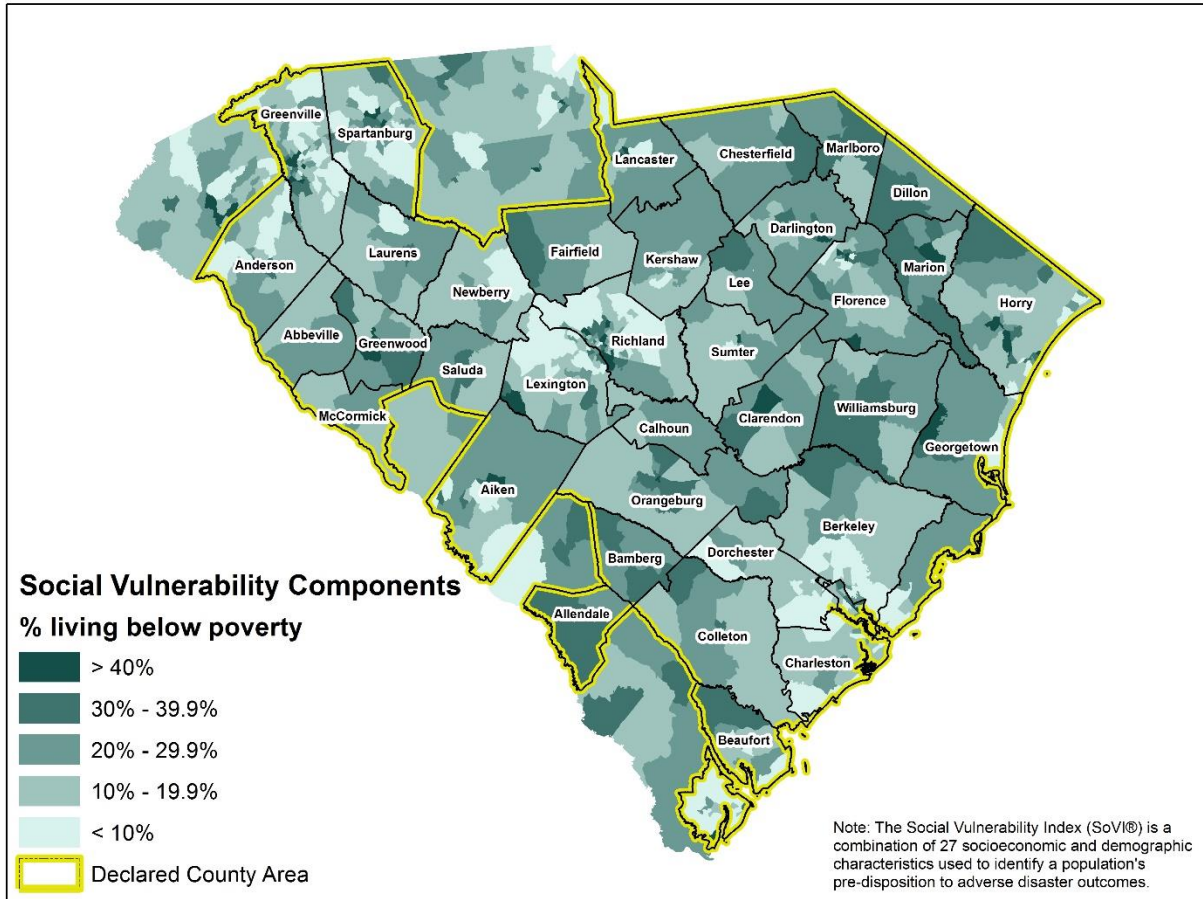 Greenville
Spartanburg
Lancaster
Chesterfield
Marlboro
Dillon
Darlington
Laurens
Fairfield
Kershaw
Anderson
Lee
Marion
Newberry
Florence
Horry
Abbeville
Greenwood
Richland
Sumter
Saluda
Lexington
McCormick
Clarendon
Williamsburg
Calhoun
Georgetown
Aiken
Orangeburg
Berkeley
Bamberg
Dorchester
Allendale
Colleton
Charleston
Beaufort
Social Vulnerability Components
% living below poverty
> 40%
30% - 39.9%
20% - 29.9%
10% - 19.9%
< 10%
Declared County Area
Note: The Social Vulnerability Index (SoVI®) is a
combination of 27 socioeconomic and demographic
characteristics used to identify a population's
pre-disposition to adverse disaster outcomes.